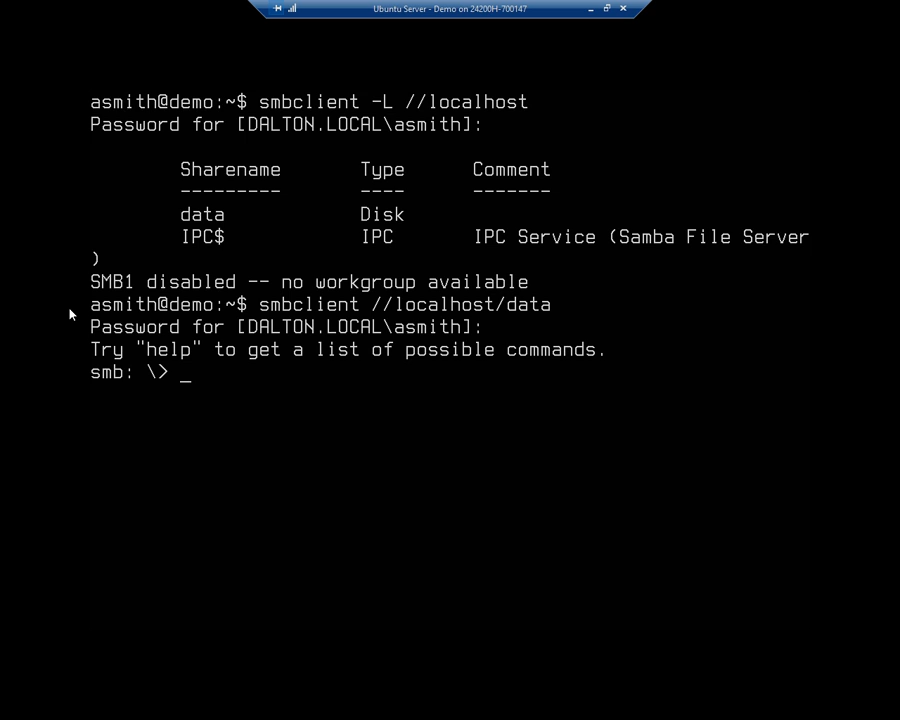 Ubuntu Server - Demo on 24200H-700147
asmith@demo:~$ smbclient -L //localhost
Password for [DALTON.LOCAL\asmith]:
Sharename Type Comment
--------- ---- -------
data Disk
IPC$ IPC IPC Service (Samba File Server
)
SMB1 disabled -- no workgroup available
asmith@demo:~$ smbclient //localhost/data
Password for [DALTON.LOCAL\asmith]:
Try "help" to get a list of possible commands.
smb: \> _